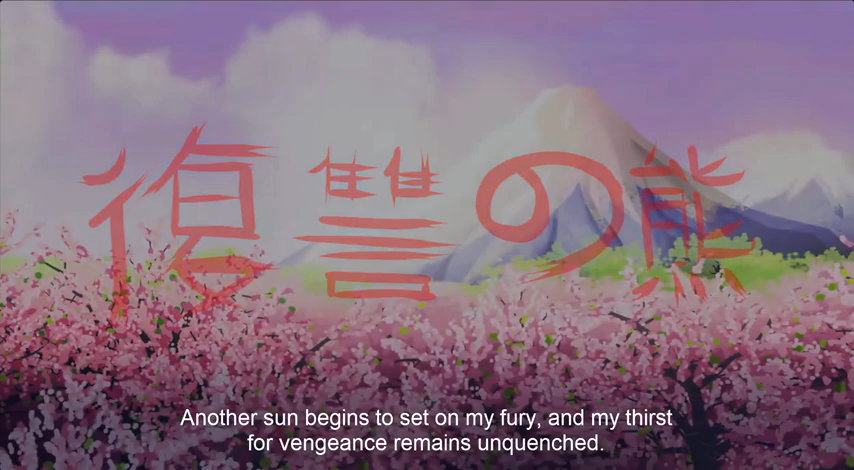 復讐の熊
Another sun begins to set on my fury, and my thirst
for vengeance remains unquenched.